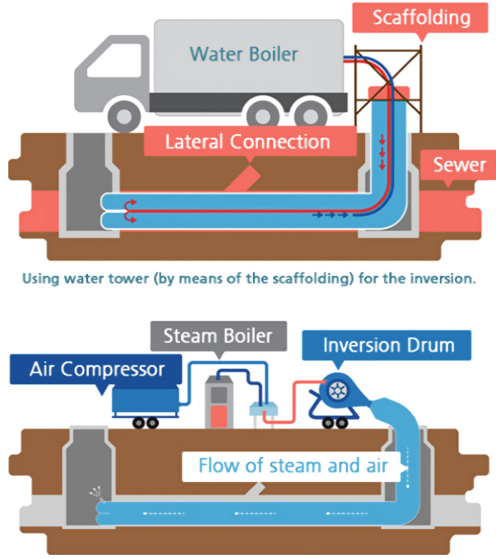 Scaffolding
Water Boiler
Lateral Connection
Sewer
Using water tower (by means of the scaffolding) for the inversion.
Steam Boiler
Inversion Drum
Air Compressor
Flow of steam and air